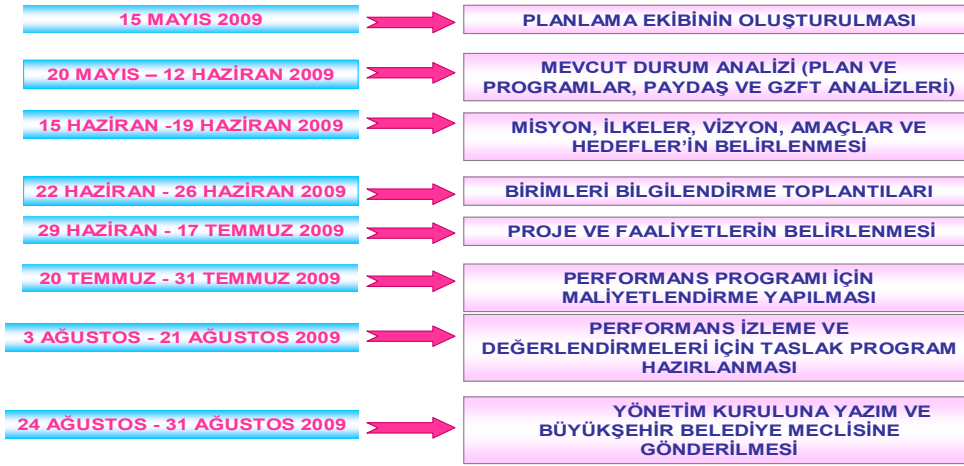 15 MAYIS 2009
PLANLAMA EKİBİNİN OLUŞTURULMASI
20 MAYIS – 12 HAZİRAN 2009
MEVCUT DURUM ANALİZİ (PLAN VE
PROGRAMLAR, PAYDAŞ VE GZFT ANALİZLERİ)
15 HAZİRAN -19 HAZİRAN 2009
MİSYON, İLKELER, VİZYON, AMAÇLAR VE
HEDEFLER’İN BELİRLENMESİ
22 HAZİRAN - 26 HAZİRAN 2009
BİRİMLERİ BİLGİLENDİRME TOPLANTILARI
29 HAZİRAN - 17 TEMMUZ 2009
PROJE VE FAALİYETLERİN BELİRLENMESİ
20 TEMMUZ - 31 TEMMUZ 2009
PERFORMANS PROGRAMI İÇİN
MALİYETLENDİRME YAPILMASI
3 AĞUSTOS - 21 AĞUSTOS 2009
PERFORMANS İZLEME VE
DEĞERLENDİRMELERİ İÇİN TASLAK PROGRAM
HAZIRLANMASI
24 AĞUSTOS - 31 AĞUSTOS 2009
YÖNETİM KURULUNA YAZIM VE
BÜYÜKŞEHİR BELEDİYE MECLİSİNE
GÖNDERİLMESİ